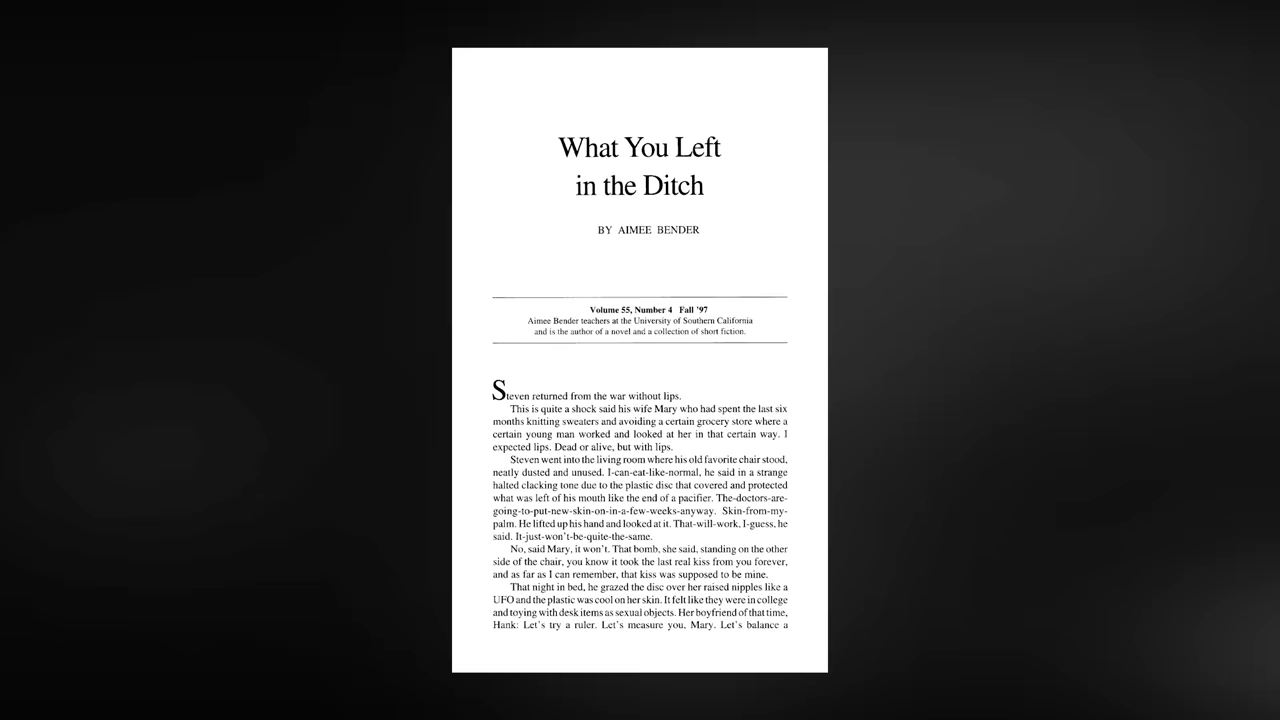 What You Left
in the Ditch
BY AIMEE BENDER
Volume 55, Number 4 Fall '97
Aimee Bender teachers at the University of Southern California
and is the author of a novel and a collection of short fiction.
Steven returned from the war without lips.
This is quite a shock said his wife Mary who had spent the last six
months knitting sweaters and avoiding a certain grocery store where a
certain young man worked and looked at her in that certain way. I
expected lips. Dead or alive, but with lips.
Steven went into the living room where his old favorite chair stood,
neatly dusted and unused. I-can-eat-like-normal, he said in a strange
halted clacking tone due to the plastic disc that covered and protected
what was left of his mouth like the end of a pacifier. The-doctors-are-
going-to-put-new-skin-on-in-a-few-weeks-anyway. Skin-from-my-
palm. He lifted up his hand and looked at it. That-will-work, I-guess, he
said. It-just-won't-be-quite-the-same.
No, said Mary, it won't. That bomb, she said, standing on the other
side of the chair, you know it took the last real kiss from you forever,
and as far as I can remember, that kiss was supposed to be mine.
That night in bed, he grazed the disc over her raised nipples like a
UFO and the plastic was cool on her skin. It felt like they were in college
and toying with desk items as sexual objects. Her boyfriend of that time,
Hank: Let's try a ruler. Let's measure you, Mary. Let's balance a